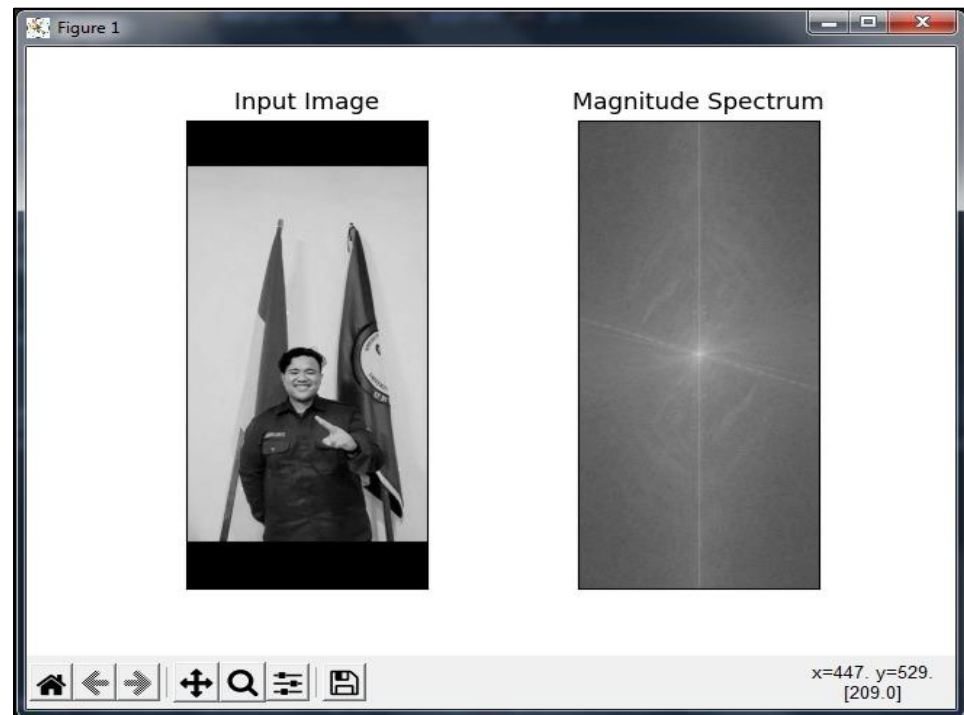 Figure 1
Input Image
Magnitude Spectrum
x=447. y=529.
[209.0]